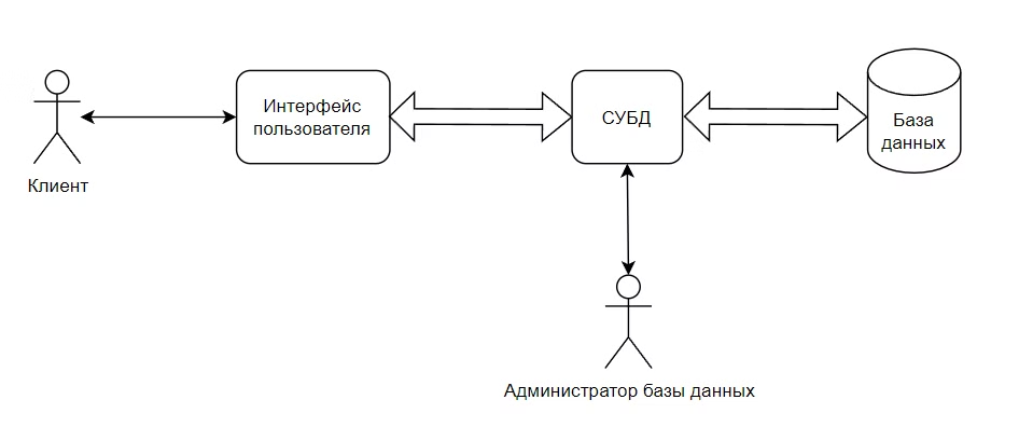 Интерфейс
пользователя
СУБД
База
данных
Клиент
Администратор базы данных